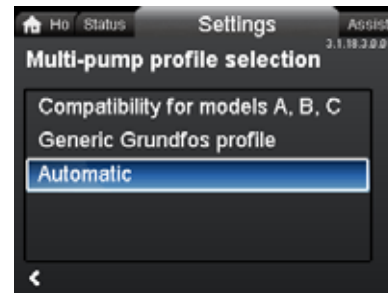 Ho Status Settings Assist
3.1.18.3.0.0
Multi-pump profile selection
Compatibility for models A, B, C
Generic Grundfos profile
Automatic